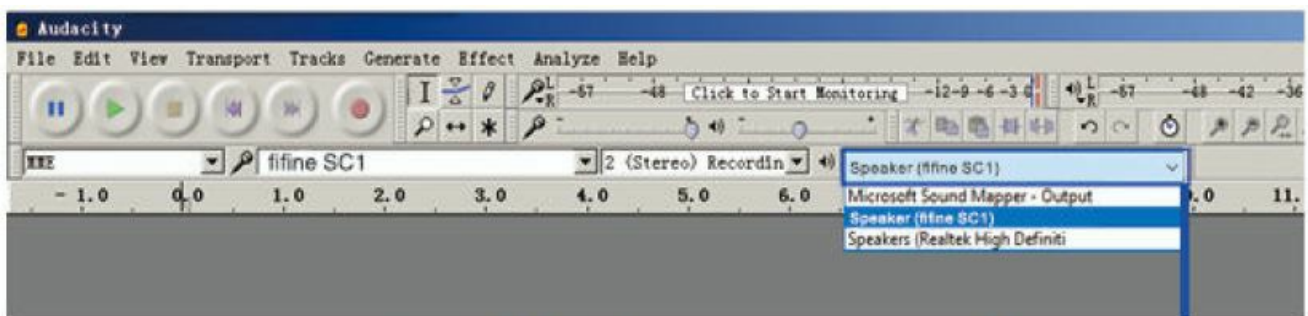 Audacity
File Edit View Transport Tracks Generate Effect Analyze Help
L R -57 -48 Click to Start Monitoring -12 -9 -6 -3 0 L R -57 -48 -42 -36
MME fifine SC1 2 (Stereo) Recordin Speaker (fifine SC1)
- 1.0 0.0 1.0 2.0 3.0 4.0 5.0 6.0 .0 11.
Microsoft Sound Mapper - Output
Speaker (fifine SC1)
Speakers (Realtek High Definiti